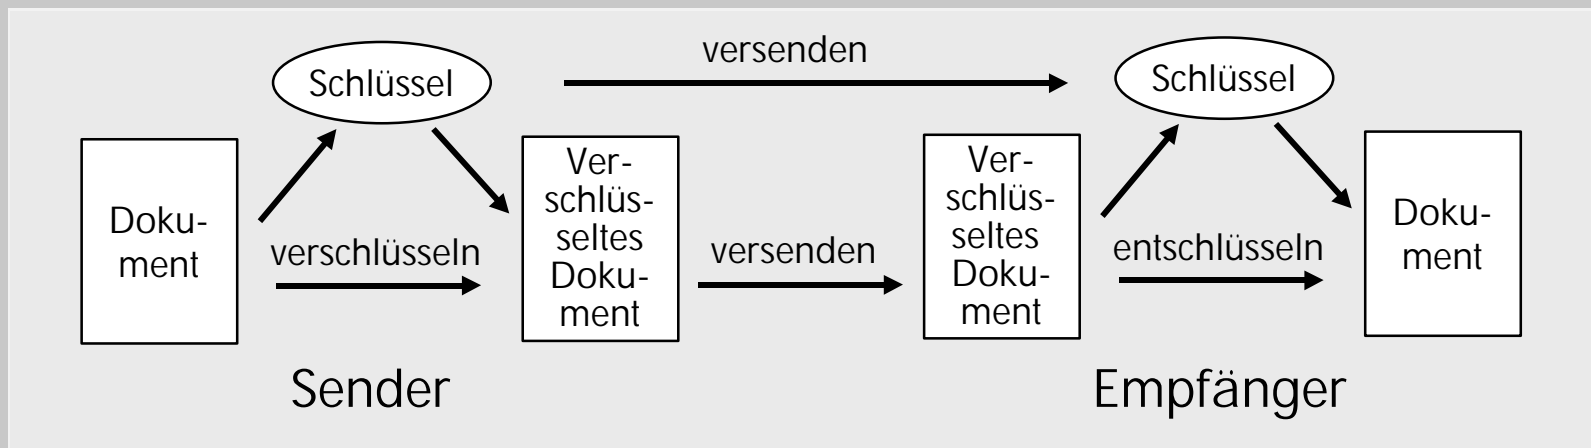 versenden
Schlüssel
Schlüssel
Doku-
ment
verschlüsseln
Ver-
schlüs-
seltes
Doku-
ment
versenden
Ver-
schlüs-
seltes
Doku-
ment
entschlüsseln
Doku-
ment
Sender
Empfänger